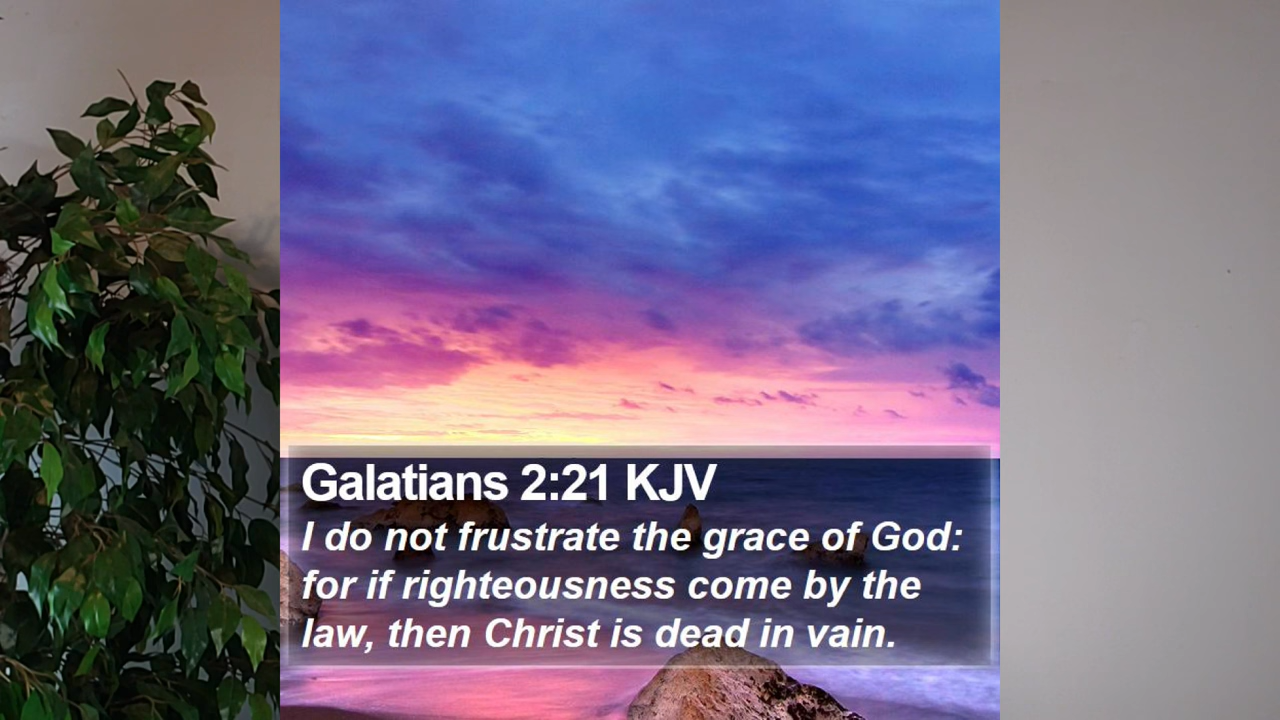 Galatians 2:21 KJV
I do not frustrate the grace of God:
for if righteousness come by the
law, then Christ is dead in vain.